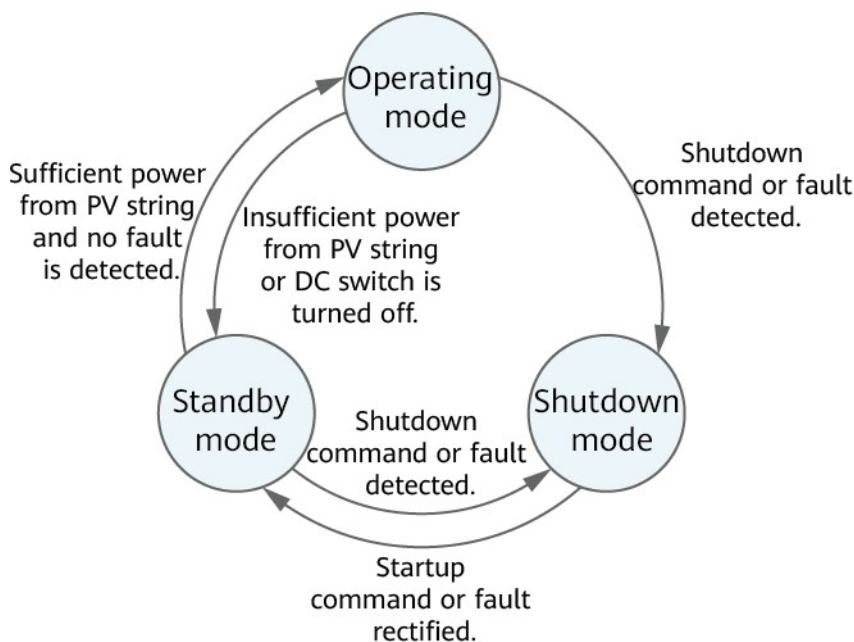 Operating
mode
Shutdown
command or fault
detected.
Sufficient power
from PV string
and no fault
is detected.
Insufficient power
from PV string
or DC switch is
turned off.
Standby
mode
Shutdown
command or fault
detected.
Shutdown
mode
Startup
command or fault
rectified.